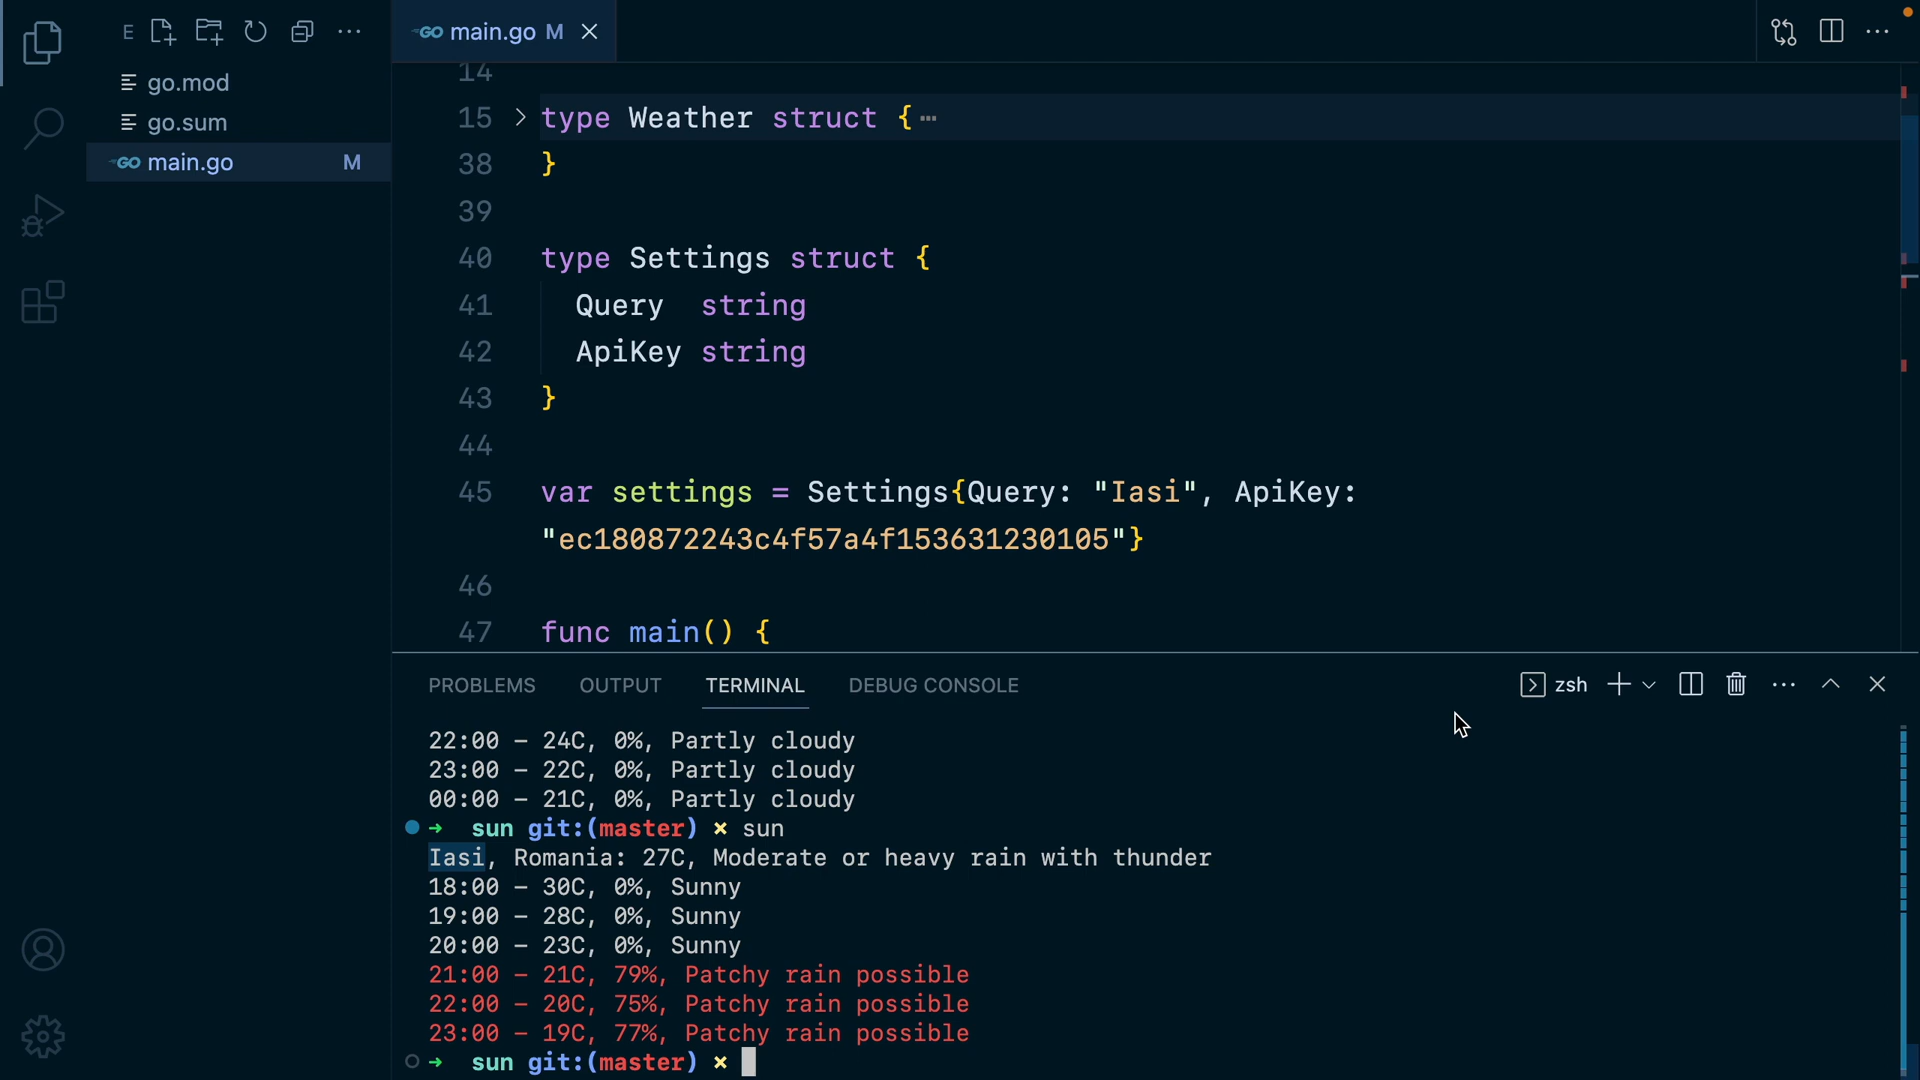 E
go.mod
go.sum
GO main.go M
GO main.go M
14
15 > type Weather struct { ⋯
38 }
39
40 type Settings struct {
41 Query string
42 ApiKey string
43 }
44
45 var settings = Settings{Query: "Iasi", ApiKey:
"ec180872243c4f57a4f153631230105"}
46
47 func main() {
PROBLEMS OUTPUT TERMINAL DEBUG CONSOLE zsh
22:00 – 24C, 0%, Partly cloudy
23:00 – 22C, 0%, Partly cloudy
00:00 – 21C, 0%, Partly cloudy
→ sun git:(master) × sun
Iasi, Romania: 27C, Moderate or heavy rain with thunder
18:00 – 30C, 0%, Sunny
19:00 – 28C, 0%, Sunny
20:00 – 23C, 0%, Sunny
21:00 – 21C, 79%, Patchy rain possible
22:00 – 20C, 75%, Patchy rain possible
23:00 – 19C, 77%, Patchy rain possible
→ sun git:(master) ×